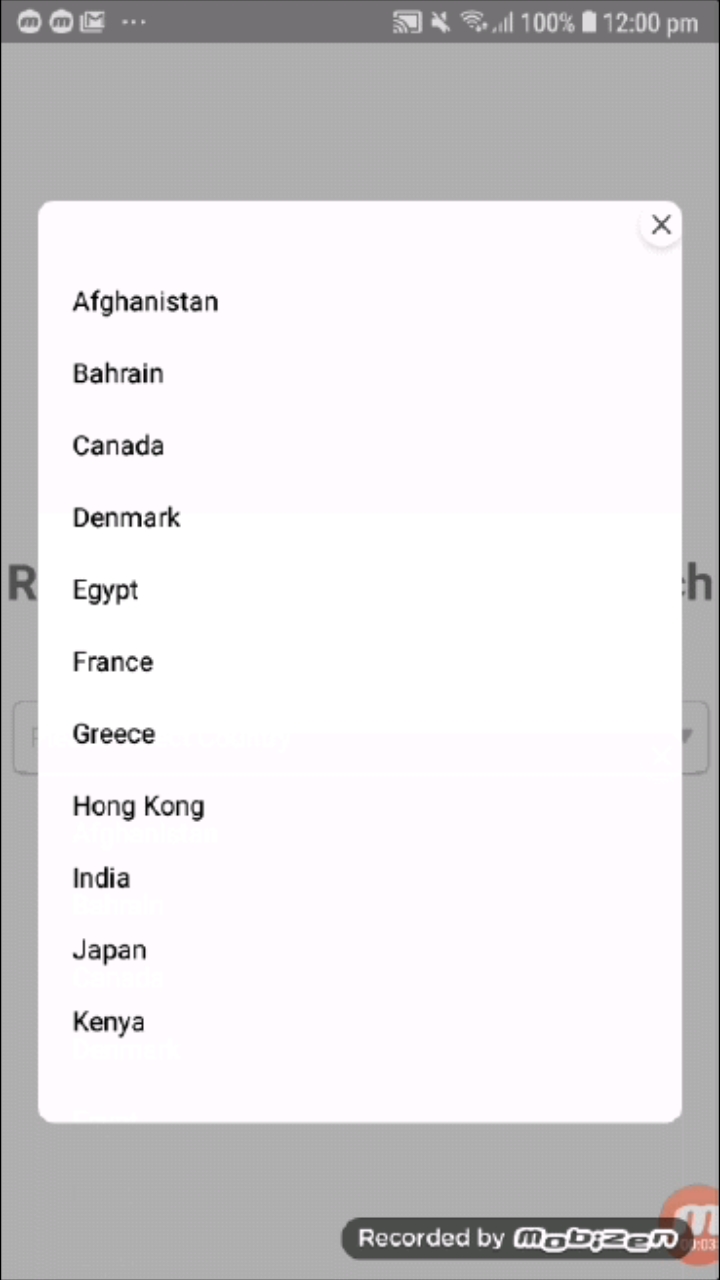 100% 12:00 pm
Afghanistan
Bahrain
Canada
Denmark
Egypt
France
Greece
Hong Kong
India
Japan
Kenya
Recorded by Mobizen